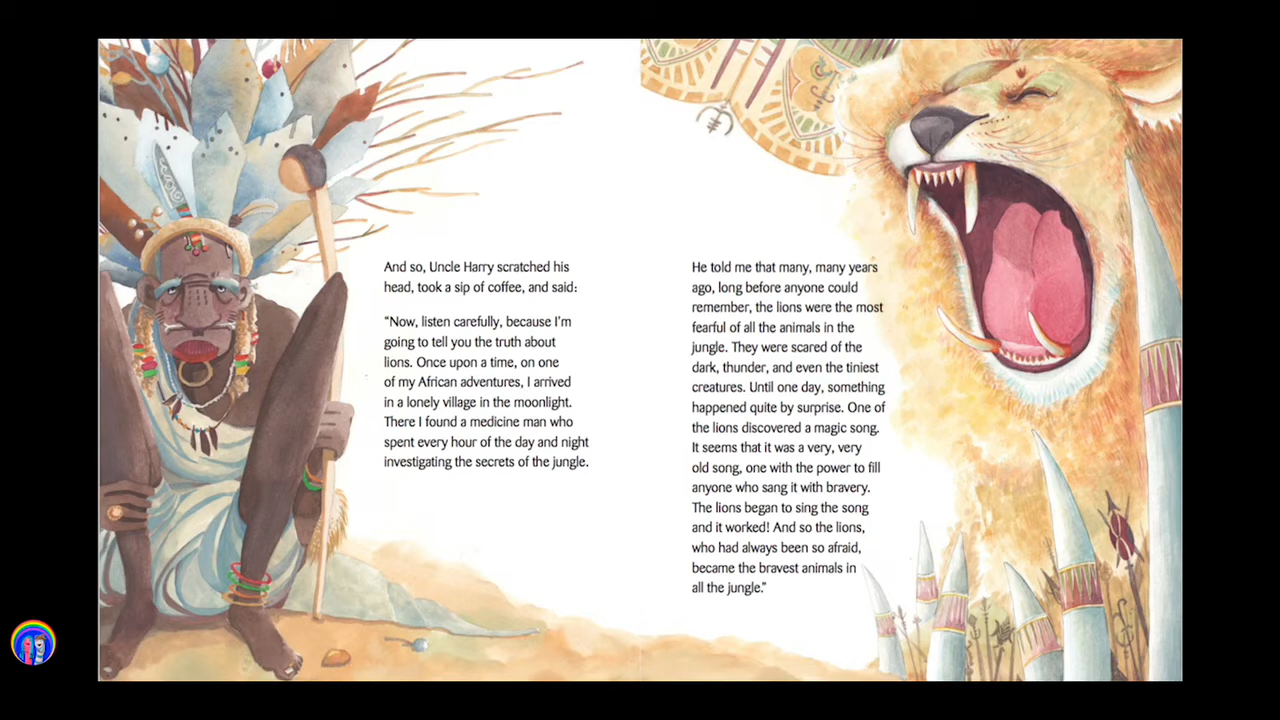 And so, Uncle Harry scratched his
head, took a sip of coffee, and said:
“Now, listen carefully, because I’m
going to tell you the truth about
lions. Once upon a time, on one
of my African adventures, I arrived
in a lonely village in the moonlight.
There I found a medicine man who
spent every hour of the day and night
investigating the secrets of the jungle.
He told me that many, many years
ago, long before anyone could
remember, the lions were the most
fearful of all the animals in the
jungle. They were scared of the
dark, thunder, and even the tiniest
creatures. Until one day, something
happened quite by surprise. One of
the lions discovered a magic song.
It seems that it was a very, very
old song, one with the power to fill
anyone who sang it with bravery.
The lions began to sing the song
and it worked! And so the lions,
who had always been so afraid,
became the bravest animals in
all the jungle.”